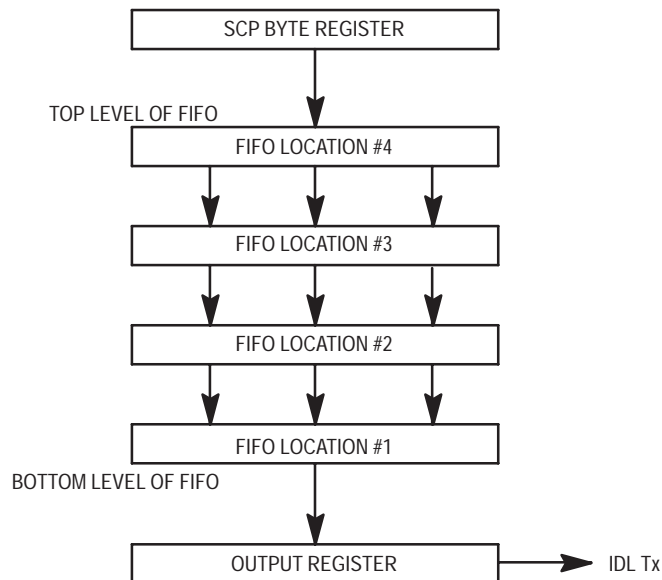 SCP BYTE REGISTER
TOP LEVEL OF FIFO
FIFO LOCATION #4
FIFO LOCATION #3
FIFO LOCATION #2
FIFO LOCATION #1
BOTTOM LEVEL OF FIFO
OUTPUT REGISTER
IDL Tx